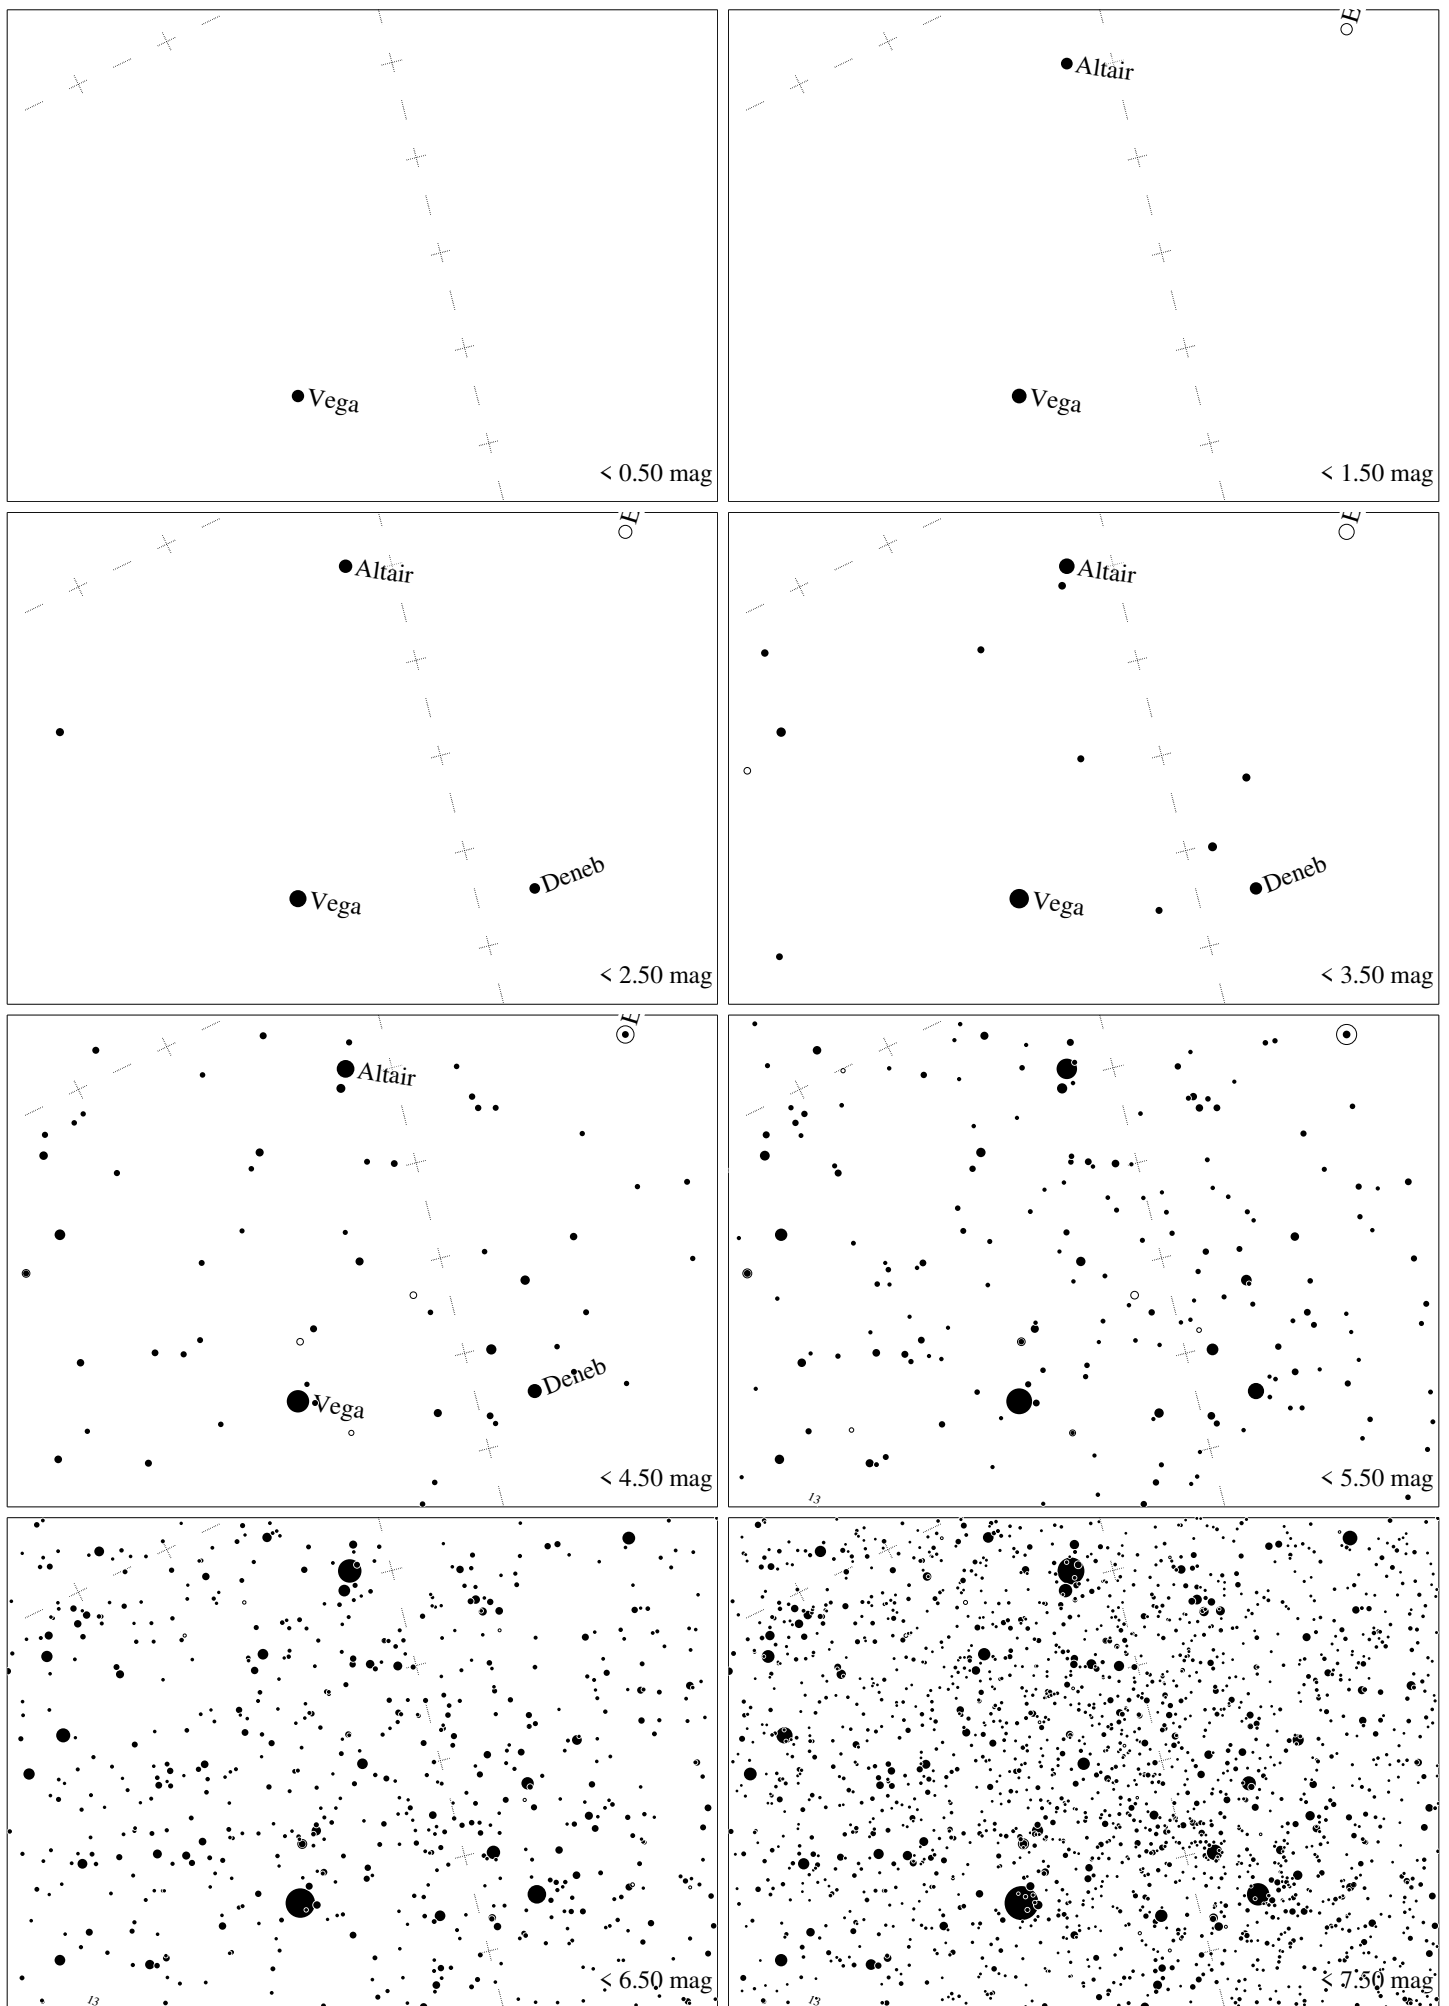 Vega
< 0.50 mag
E
Altair
Vega
< 1.50 mag
E
Altair
Deneb
Vega
< 2.50 mag
E
Altair
Deneb
Vega
< 3.50 mag
E
Altair
Deneb
Vega
< 4.50 mag
< 5.50 mag
13
< 6.50 mag
13
< 7.50 mag
13